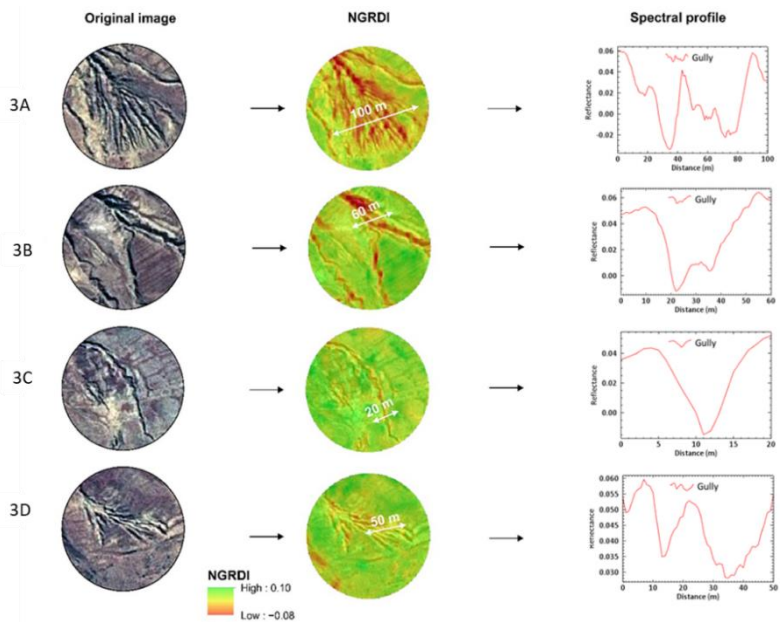 Original image
NGRDI
Spectral profile
3A
100 m
Gully
Reflectance
0.06
0.04
0.02
0.00
-0.02
0
20
40
60
80
100
Distance (m)
3B
60 m
Gully
Reflectance
0.06
0.04
0.02
0.00
0
10
20
30
40
50
60
Distance (m)
3C
20 m
Gully
Reflectance
0.04
0.02
0.00
0
5
10
15
20
Distance (m)
3D
50 m
Gully
0.060
0.055
0.050
0.045
0.040
0.035
0.030
0
10
20
30
40
50
Distance (m)
NGRDI
High : 0.10
Low : −0.08